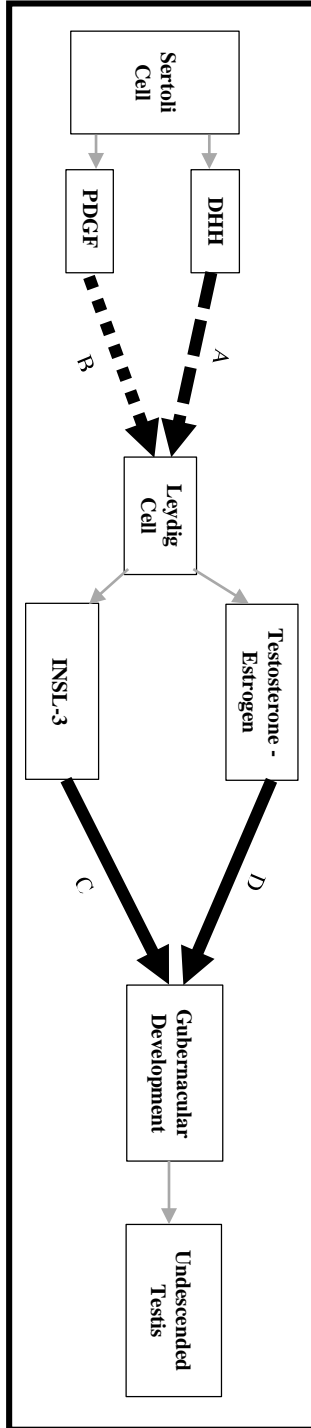 Sertoli
Cell
DHH
PDGF
A
B
Leydig
Cell
Testosterone -
Estrogen
INSL-3
D
C
Gubernacular
Development
Undescended
Testis